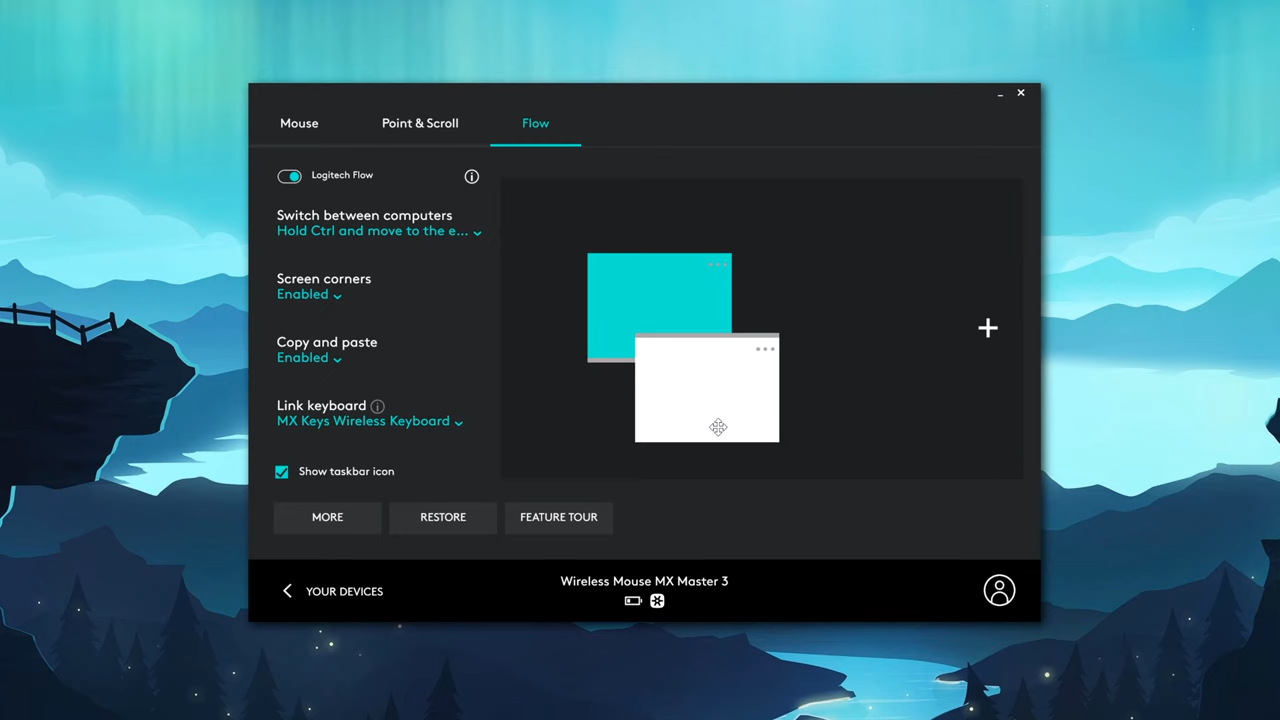 Mouse
Point & Scroll
Flow
Logitech Flow
Switch between computers
Hold Ctrl and move to the e...
Screen corners
Enabled
Copy and paste
Enabled
Link keyboard
MX Keys Wireless Keyboard
Show taskbar icon
MORE
RESTORE
FEATURE TOUR
YOUR DEVICES
Wireless Mouse MX Master 3